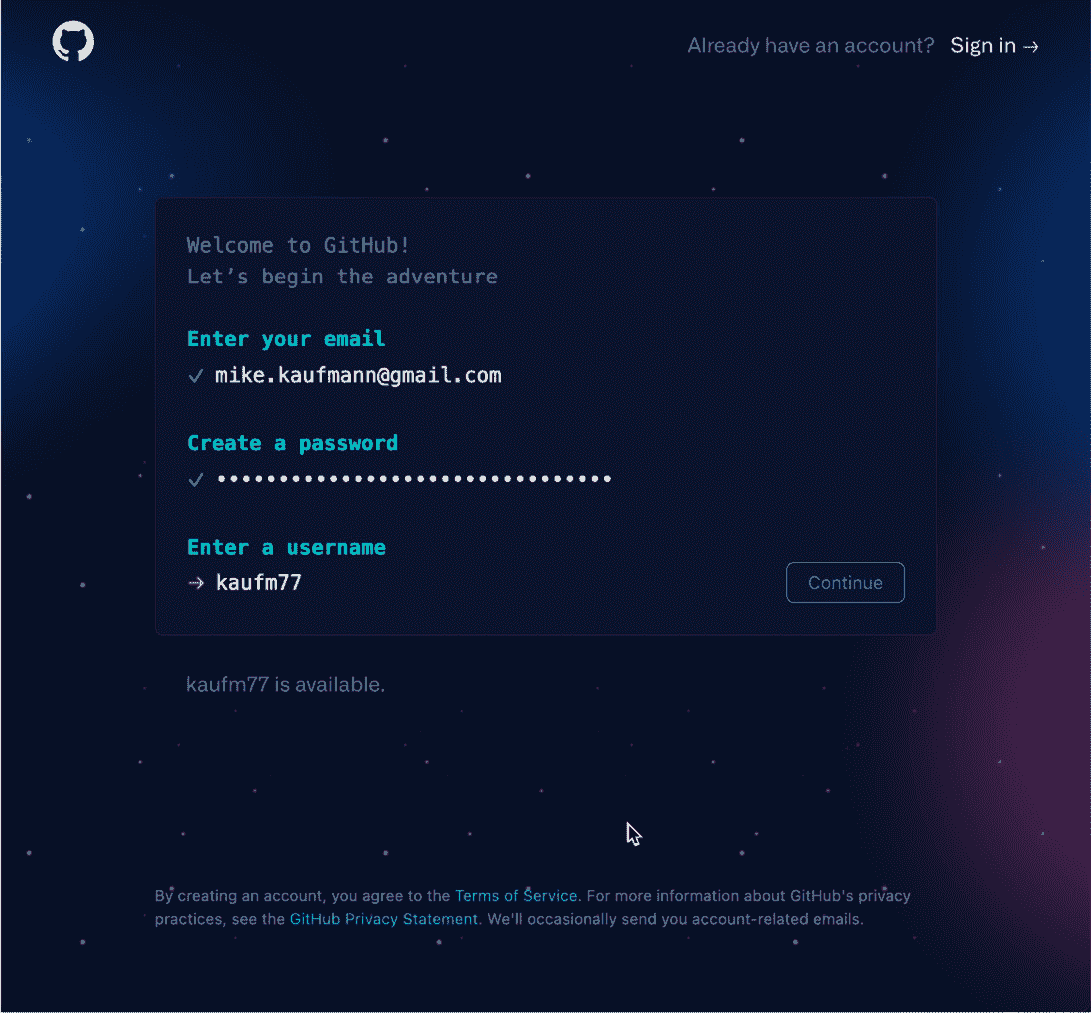 Already have an account? Sign in →
Welcome to GitHub!
Let’s begin the adventure
Enter your email
✓ mike.kaufmann@gmail.com
Create a password
✓ ••••••••••••••••••••••••••••••••
Enter a username
→ kaufm77
Continue
kaufm77 is available.
By creating an account, you agree to the Terms of Service. For more information about GitHub's privacy
practices, see the GitHub Privacy Statement. We'll occasionally send you account-related emails.